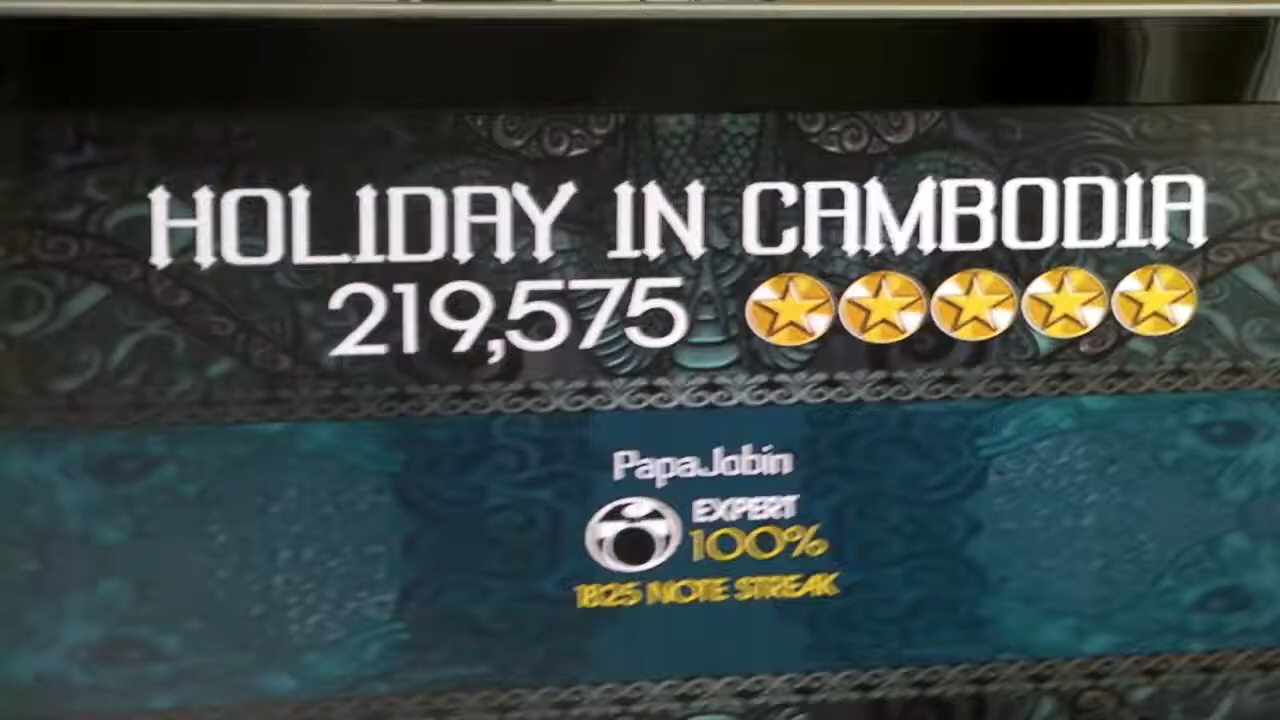 HOLIDAY IN CAMBODIA
219,575
PapaJobin
EXPERT
100%
1825 NOTE STREAK